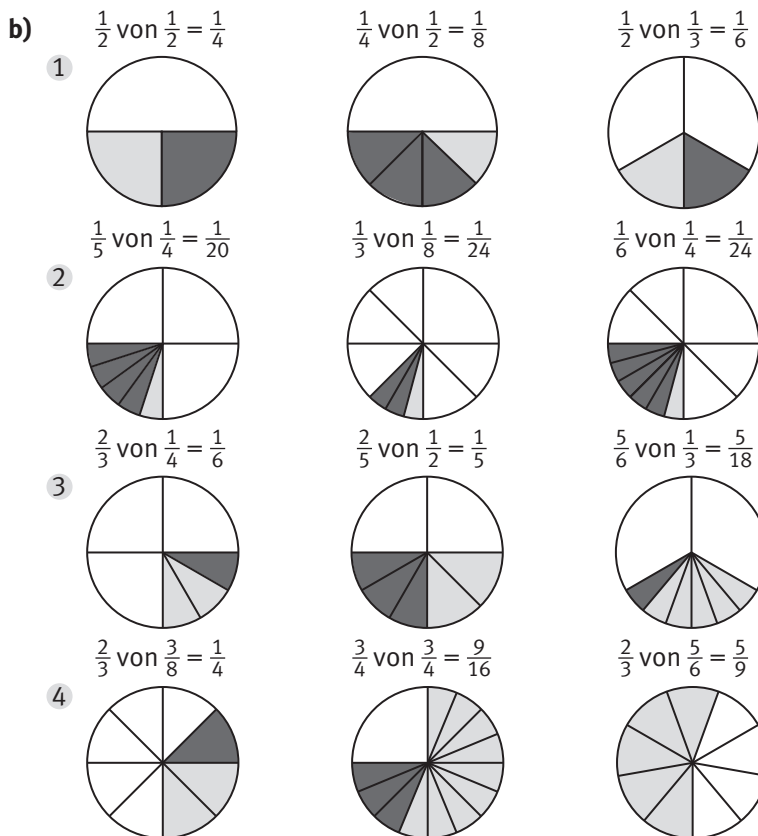 b) 1/2 von 1/2 = 1/4 1/4 von 1/2 = 1/8 1/2 von 1/3 = 1/6
1
1/5 von 1/4 = 1/20 1/3 von 1/8 = 1/24 1/6 von 1/4 = 1/24
2
2/3 von 1/4 = 1/6 2/5 von 1/2 = 1/5 5/6 von 1/3 = 5/18
3
2/3 von 3/8 = 1/4 3/4 von 3/4 = 9/16 2/3 von 5/6 = 5/9
4